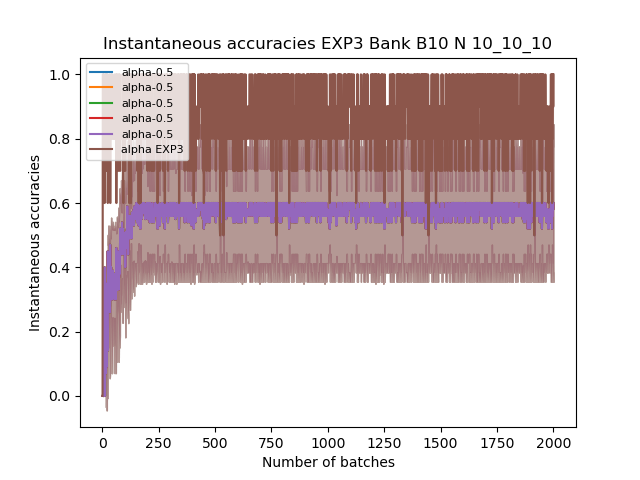 Instantaneous accuracies EXP3 Bank B10 N 10_10_10
alpha-0.5
alpha-0.5
alpha-0.5
alpha-0.5
alpha-0.5
alpha EXP3
1.0
0.8
0.6
0.4
0.2
0.0
Instantaneous accuracies
0 250 500 750 1000 1250 1500 1750 2000
Number of batches